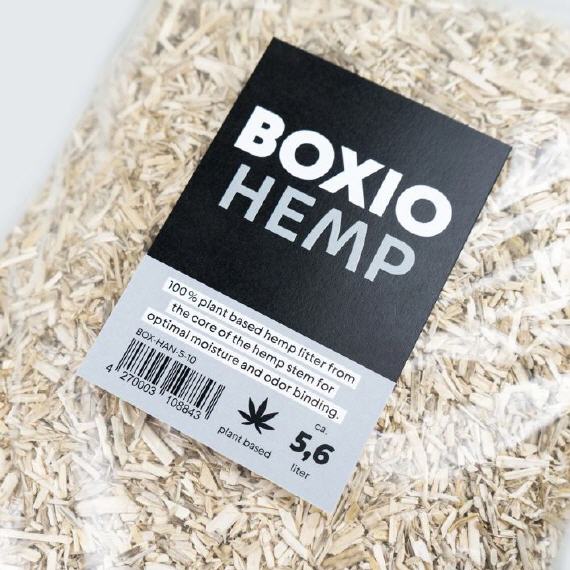 BOXIO
HEMP
100% plant based hemp litter from
the core of the hemp stem for
optimal moisture and odor binding.
BOX-HAN-5-10
4 270003 108843
plant based
ca.
5,6
liter